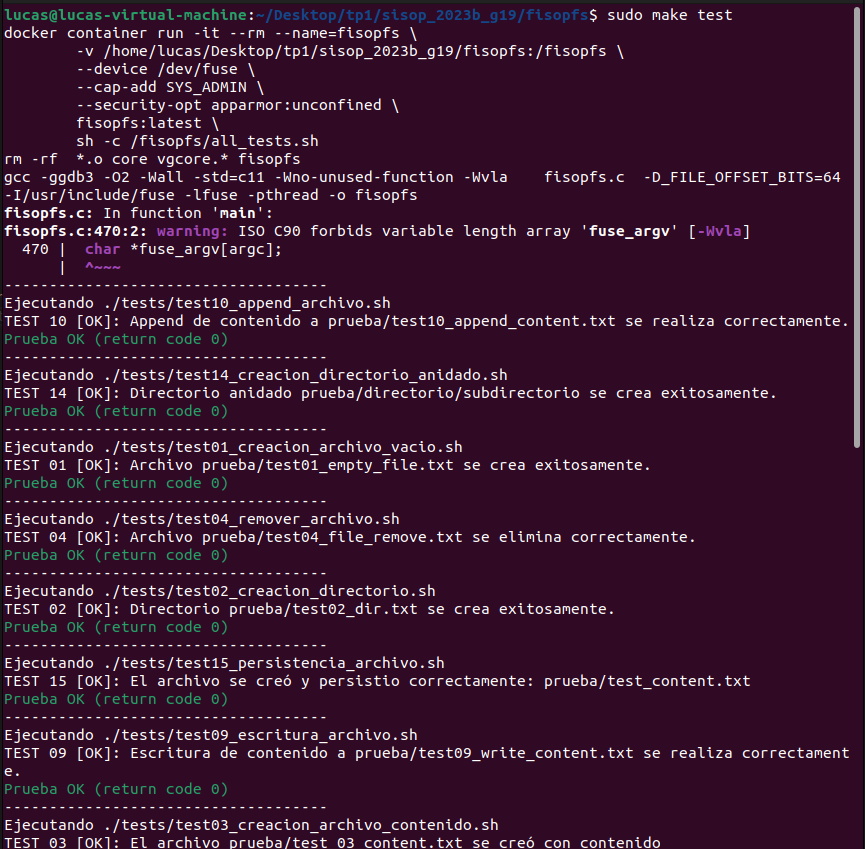 lucas@lucas-virtual-machine:~/Desktop/tp1/sisop_2023b_g19/fisopfs$ sudo make test
docker container run -it --rm --name=fisopfs \
        -v /home/lucas/Desktop/tp1/sisop_2023b_g19/fisopfs:/fisopfs \
        --device /dev/fuse \
        --cap-add SYS_ADMIN \
        --security-opt apparmor:unconfined \
        fisopfs:latest \
        sh -c /fisopfs/all_tests.sh
rm -rf  *.o core vgcore.* fisopfs
gcc -ggdb3 -O2 -Wall -std=c11 -Wno-unused-function -Wvla    fisopfs.c  -D_FILE_OFFSET_BITS=64
-I/usr/include/fuse -lfuse -pthread -o fisopfs
fisopfs.c: In function 'main':
fisopfs.c:470:2: warning: ISO C90 forbids variable length array 'fuse_argv' [-Wvla]
  470 |  char *fuse_argv[argc];
      |  ^~~~
------------------------------------
Ejecutando ./tests/test10_append_archivo.sh
TEST 10 [OK]: Append de contenido a prueba/test10_append_content.txt se realiza correctamente.
Prueba OK (return code 0)
------------------------------------
Ejecutando ./tests/test14_creacion_directorio_anidado.sh
TEST 14 [OK]: Directorio anidado prueba/directorio/subdirectorio se crea exitosamente.
Prueba OK (return code 0)
------------------------------------
Ejecutando ./tests/test01_creacion_archivo_vacio.sh
TEST 01 [OK]: Archivo prueba/test01_empty_file.txt se crea exitosamente.
Prueba OK (return code 0)
------------------------------------
Ejecutando ./tests/test04_remover_archivo.sh
TEST 04 [OK]: Archivo prueba/test04_file_remove.txt se elimina correctamente.
Prueba OK (return code 0)
------------------------------------
Ejecutando ./tests/test02_creacion_directorio.sh
TEST 02 [OK]: Directorio prueba/test02_dir.txt se crea exitosamente.
Prueba OK (return code 0)
------------------------------------
Ejecutando ./tests/test15_persistencia_archivo.sh
TEST 15 [OK]: El archivo se creó y persistio correctamente: prueba/test_content.txt
Prueba OK (return code 0)
------------------------------------
Ejecutando ./tests/test09_escritura_archivo.sh
TEST 09 [OK]: Escritura de contenido a prueba/test09_write_content.txt se realiza correctament
e.
Prueba OK (return code 0)
------------------------------------
Ejecutando ./tests/test03_creacion_archivo_contenido.sh
TEST 03 [OK]: El archivo prueba/test_03_content.txt se creó con contenido